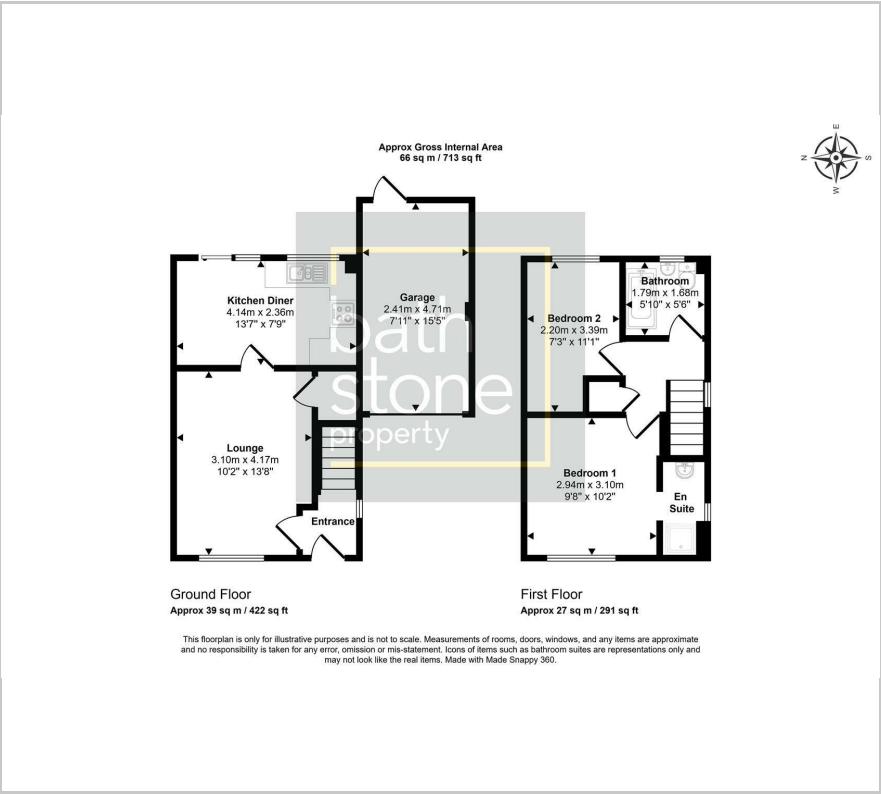 Approx Gross Internal Area
66 sq m / 713 sq ft
E
N
S
W
Kitchen Diner
4.14m x 2.36m
13'7" x 7'9"
Garage
2.41m x 4.71m
7'11" x 15'5"
Bedroom 2
2.20m x 3.39m
7'3" x 11'1"
Bathroom
1.79m x 1.68m
5'10" x 5'6"
bath
stone
property
Lounge
3.10m x 4.17m
10'2" x 13'8"
Entrance
Bedroom 1
2.94m x 3.10m
9'8" x 10'2"
En
Suite
Ground Floor
Approx 39 sq m / 422 sq ft
First Floor
Approx 27 sq m / 291 sq ft
This floorplan is only for illustrative purposes and is not to scale. Measurements of rooms, doors, windows, and any items are approximate
and no responsibility is taken for any error, omission or mis-statement. Icons of items such as bathroom suites are representations only and
may not look like the real items. Made with Made Snappy 360.